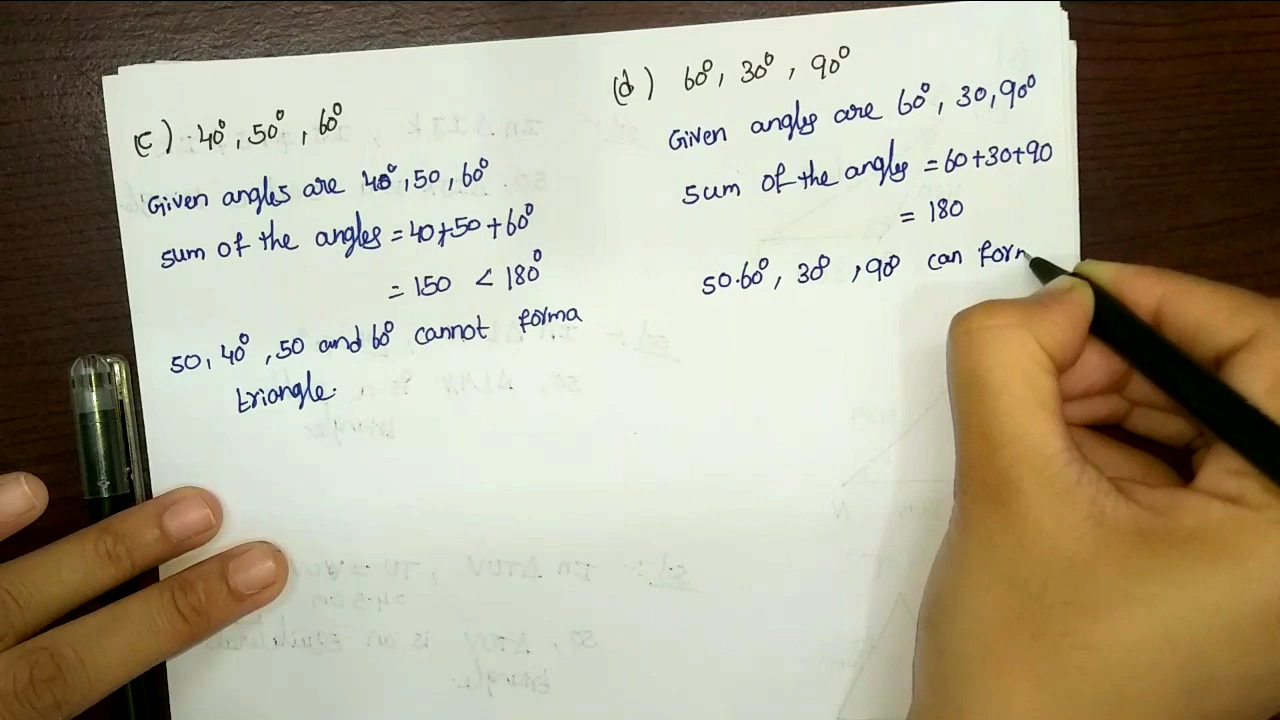 (c) 40°, 50°, 60°
Given angles are 40°, 50, 60°
sum of the angles = 40+50+60°
= 150 < 180°
so, 40°, 50 and 60° cannot form a
triangle.
(d) 60°, 30°, 90°
Given angles are 60°, 30, 90°
sum of the angles = 60+30+90
= 180
so. 60°, 30°, 90° can form